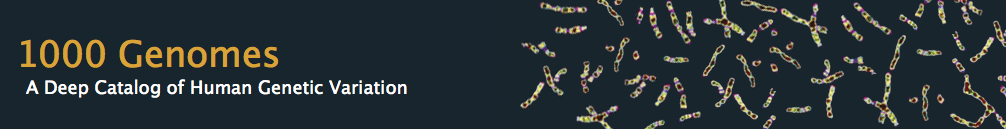 1000 Genomes
A Deep Catalog of Human Genetic Variation